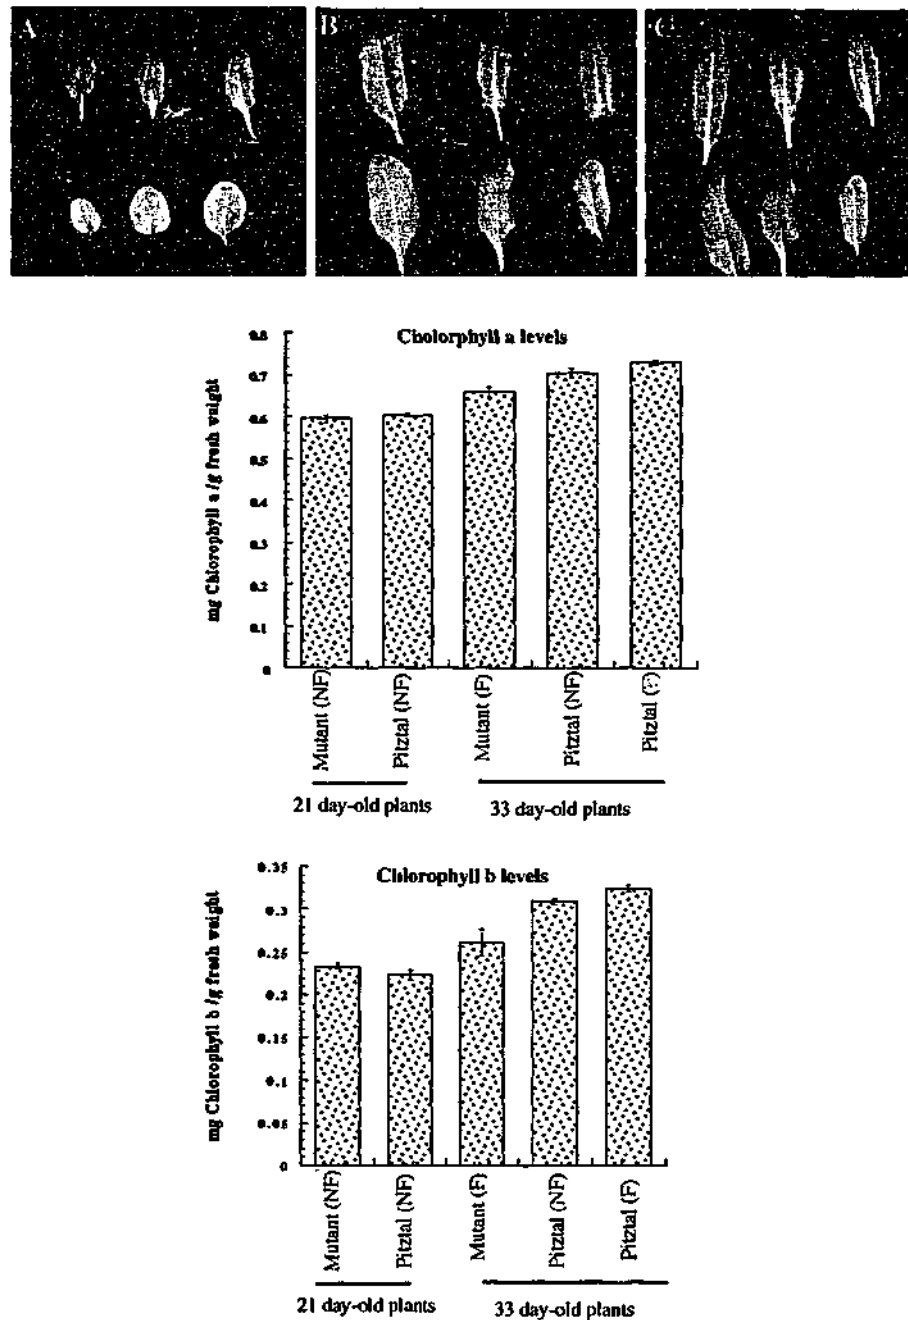 A
B
C
Cholorphyll a levels
mg Chlorophyll a /g fresh weight
0.8
0.7
0.6
0.5
0.4
0.3
0.2
0.1
0
Mutant (NF)
Pitztal (NF)
Mutant (F)
Pitztal (NF)
Pitztal (F)
21 day-old plants
33 day-old plants
Chlorophyll b levels
mg Chlorophyll b /g fresh weight
0.35
0.3
0.25
0.2
0.15
0.1
0.05
0
Mutant (NF)
Pitztal (NF)
Mutant (F)
Pitztal (NF)
Pitztal (F)
21 day-old plants
33 day-old plants